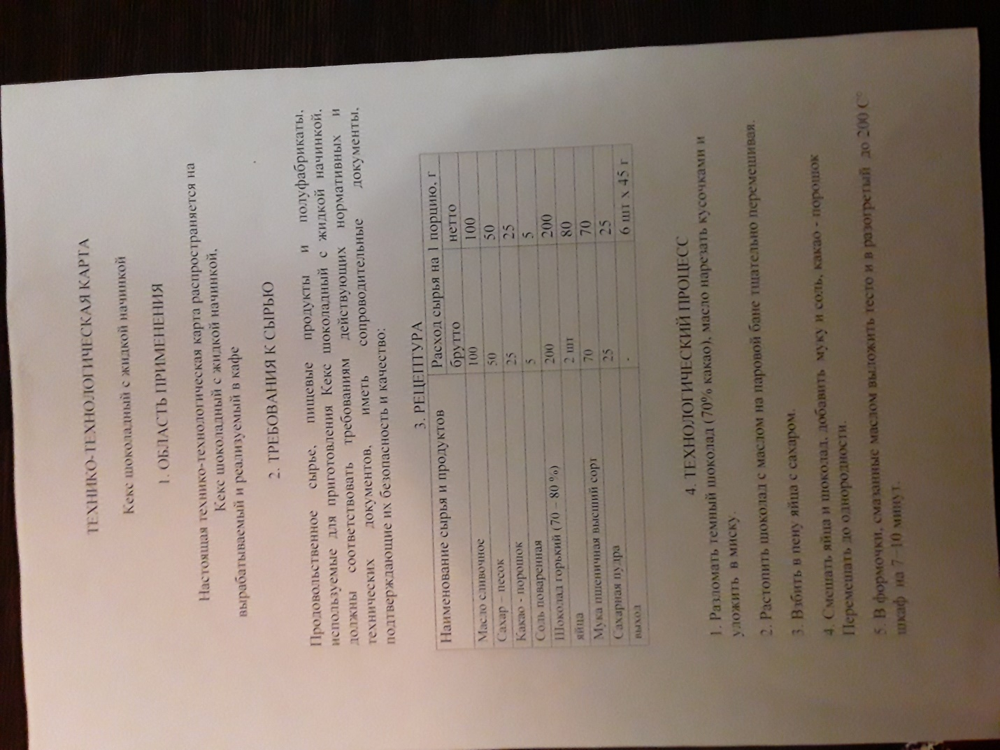 ТЕХНИКО-ТЕХНОЛОГИЧЕСКАЯ КАРТА
Кекс шоколадный с жидкой начинкой
1. ОБЛАСТЬ ПРИМЕНЕНИЯ
Настоящая технико-технологическая карта распространяется на
Кекс шоколадный с жидкой начинкой,
вырабатываемый и реализуемый в кафе
2. ТРЕБОВАНИЯ К СЫРЬЮ
Продовольственное сырье, пищевые продукты и полуфабрикаты,
используемые для приготовления Кекс шоколадный с жидкой начинкой,
должны соответствовать требованиям действующих нормативных и
технических документов, иметь сопроводительные документы,
подтверждающие их безопасность и качество:
3. РЕЦЕПТУРА
Наименование сырья и продуктов Расход сырья на 1 порцию, г
брутто нетто
Масло сливочное 100 100
Сахар – песок 50 50
Какао - порошок 25 25
Соль поваренная 5 5
Шоколад горький (70 – 80 %) 200 200
яйца 2 шт 80
Мука пшеничная высший сорт 70 70
Сахарная пудра 25 25
выход - 6 шт х 45 г
4. ТЕХНОЛОГИЧЕСКИЙ ПРОЦЕСС
1. Разломать темный шоколад (70% какао), масло нарезать кусочками и
уложить в миску.
2. Растопить шоколад с маслом на паровой бане тщательно перемешивая.
3. Взбить в пену яйца с сахаром.
4. Смешать яйца и шоколад, добавить муку и соль, какао - порошок
Перемешать до однородности.
5. В формочки, смазанные маслом выложить тесто и в разогретый до 200 С°
шкаф на 7–10 минут.